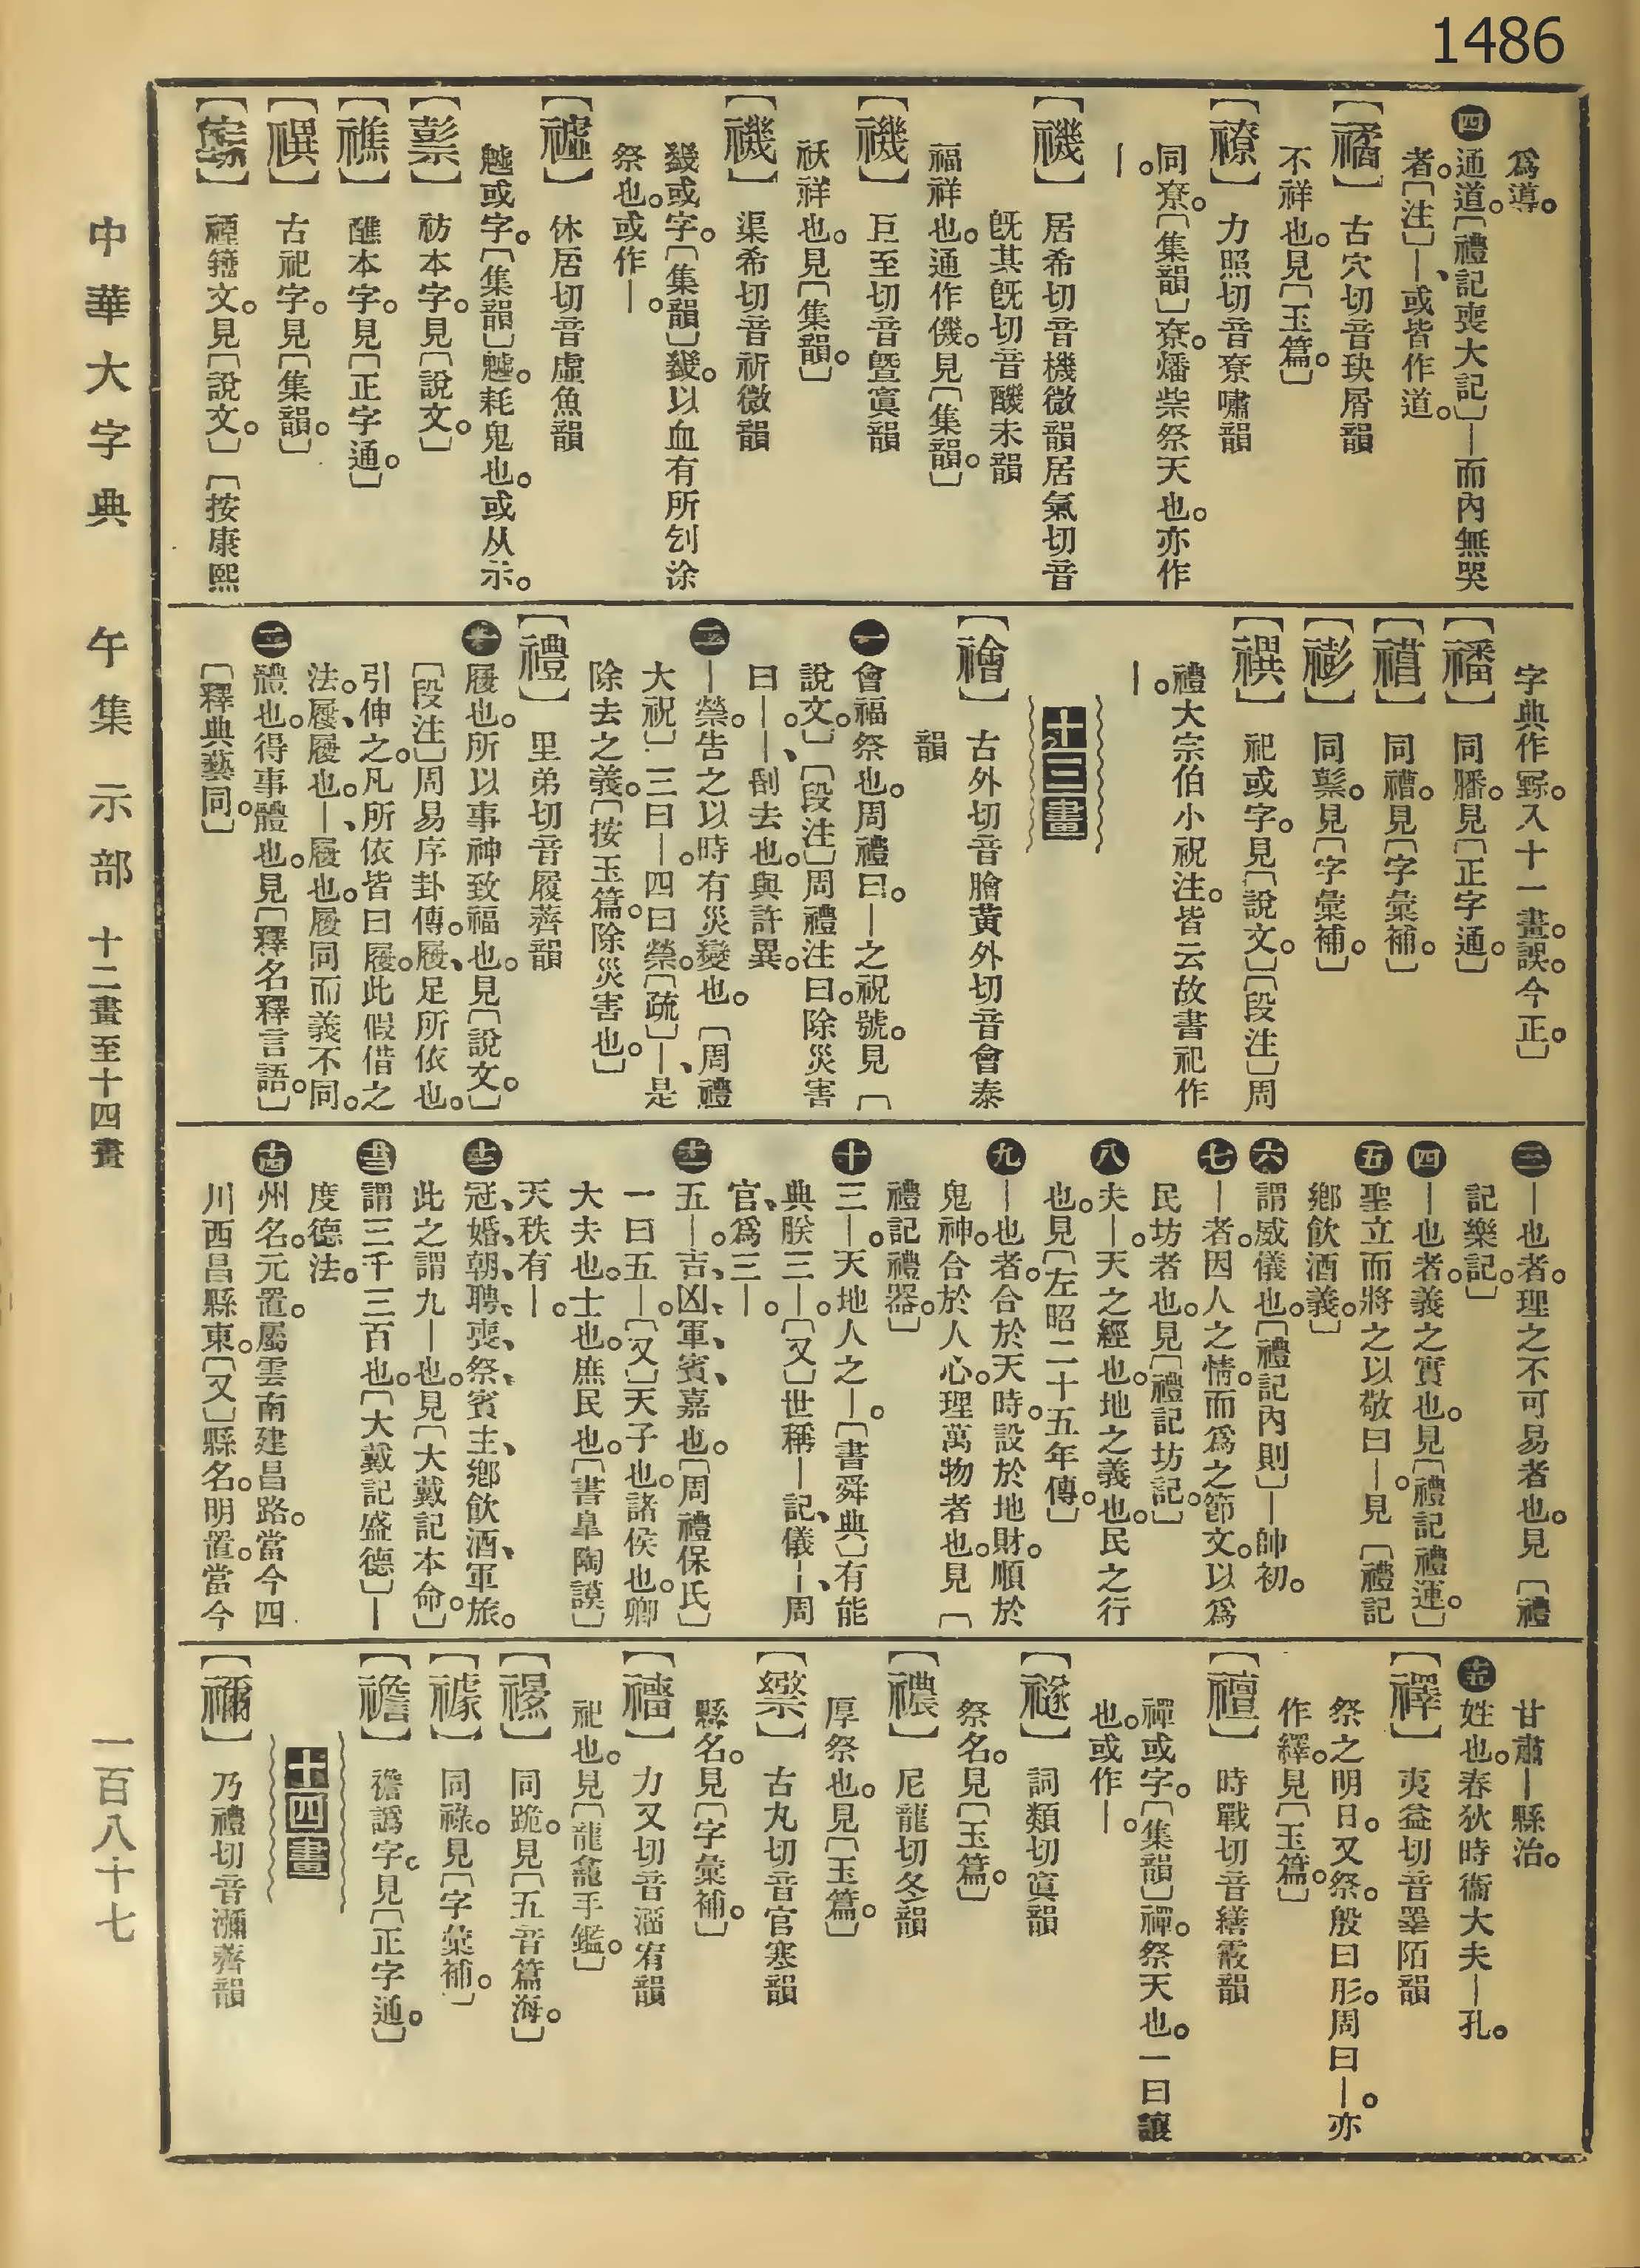 1486
爲導。
四通道。〔禮記喪大記〕—而內無哭
者。〔注〕—、或皆作道。
【䄶】古穴切音玦屑韻
不祥也。見〔玉篇。〕
【䄮】力照切音尞嘯韻
同尞。〔集韻〕尞。燔柴祭天也。亦作
—。
【禨】居希切音機微韻居氣切音
旣其旣切音醆未韻
福祥也。通作僟。見〔集韻。〕
【禨】巨至切音曁寘韻
祅祥也。見〔集韻。〕
【禨】渠希切音祈微韻
䥓或字。〔集韻〕䥓。以血有所刉涂
祭也。或作—。
【䄠】休居切音虛魚韻
魖或字。〔集韻〕魖。耗鬼也。或从示。
【】祊本字。見〔說文。〕
【𥛲】醮本字。見〔正字通。〕
【禩】古祀字。見〔集韻。〕
【】禋籒文。見〔說文。〕〔按康熙
字典作。入十一畫。誤。今正。〕
【𥛮】同膰。見〔正字通。〕
【】同禮。見〔字彙補。〕
【】同。見〔字彙補。〕
【禩】祀或字。見〔說文。〕〔段注〕周
禮大宗伯小祝注。皆云故書祀作
—。
十三畫
【禬】古外切音膾黃外切音會泰
韻
一會福祭也。周禮曰。—之祝號。見〔
說文。〕〔段注〕周禮注曰。除災害
曰—。—、刮去也。與許異。
二—禜。告之以時有災變也。〔周禮
大祝〕三曰—。四曰禜。〔疏〕—、是
除去之義。〔按玉篇。除災害也。〕
【禮】里弟切音履薺韻
一履也。所以事神致福也。見〔說文。〕
〔段注〕周易序卦傳。履、足所依也。
引伸之。凡所依皆曰履。此假借之
法。履、履也。—、履也。履同而義不同。
二體也。得事體也。見〔釋名釋言語。〕
〔釋典藝同。〕
三—也者。理之不可易者也。見〔禮
記樂記。〕
四—也者。義之實也。見〔禮記禮運。〕
五聖立而將之以敬曰—。見〔禮記
鄉飮酒義。〕
六謂威儀也。〔禮記內則〕—帥初。
七—者。因人之情。而爲之節文。以爲
民坊者也。見〔禮記坊記。〕
八夫—。天之經也。地之義也。民之行
也。見〔左昭二十五年傳。〕
九—也者。合於天時。設於地財。順於
鬼神。合於人心。理萬物者也。見〔
禮記禮器。〕
十三—。天地人之—。〔書舜典〕有能
典朕三—。〔又〕世稱—記、儀—、周
官、爲三—。
十一五—。吉、凶、軍、賓、嘉也。〔周禮保氏〕
一曰五—。〔又〕天子也。諸侯也。卿
大夫也。士也。庶民也。〔書皐陶謨〕
天秩有—。
十二冠、婚、朝、聘、喪、祭、賓主、鄉飮酒、軍旅。
此之謂九—也。見〔大戴記本命。〕
十三謂三千三百也。〔大戴記盛德〕—
度德法。
十四州名。元置。屬雲南建昌路。當今四
川西昌縣東。〔又〕縣名。明置。當今
甘肅—縣治。
十五姓也。春狄時衞大夫—孔。
【禪】夷益切音睪陌韻
祭之明日。又祭。殷曰肜。周曰—。亦
作繹。見〔玉篇。〕
【䄠】時戰切音繕霰韻
禪或字。〔集韻〕禪。祭天也。一曰讓
也。或作—。
【禭】詞類切寘韻
祭名。見〔玉篇。〕
【禯】尼龍切冬韻
厚祭也。見〔玉篇。〕
【】古丸切音官寒韻
縣名。見〔字彙補。〕
【】力又切音溜宥韻
祀也。見〔龍龕手鑑。〕
【】同跪。見〔五音篇海。〕
【】同祿。見〔字彙補。〕
【襜】襜譌字。見〔正字通。〕
十四畫
【禰】乃禮切音瀰薺韻
中華大字典 午集 示部 十二畫至十四畫
一百八十七